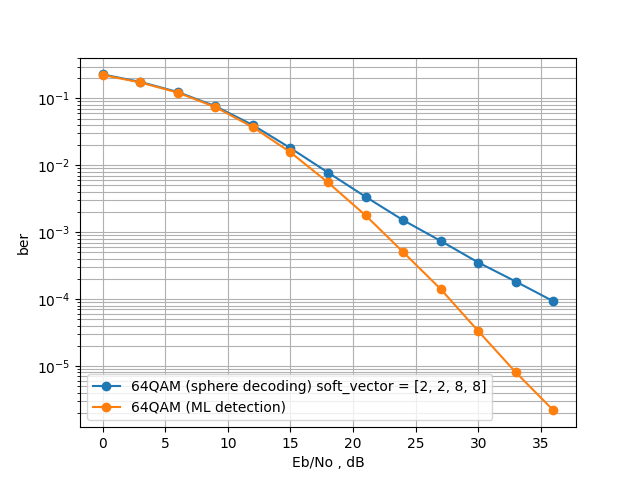 10⁻¹
10⁻²
10⁻³
10⁻⁴
10⁻⁵
ber
64QAM (sphere decoding) soft_vector = [2, 2, 8, 8]
64QAM (ML detection)
0 5 10 15 20 25 30 35
Eb/No , dB